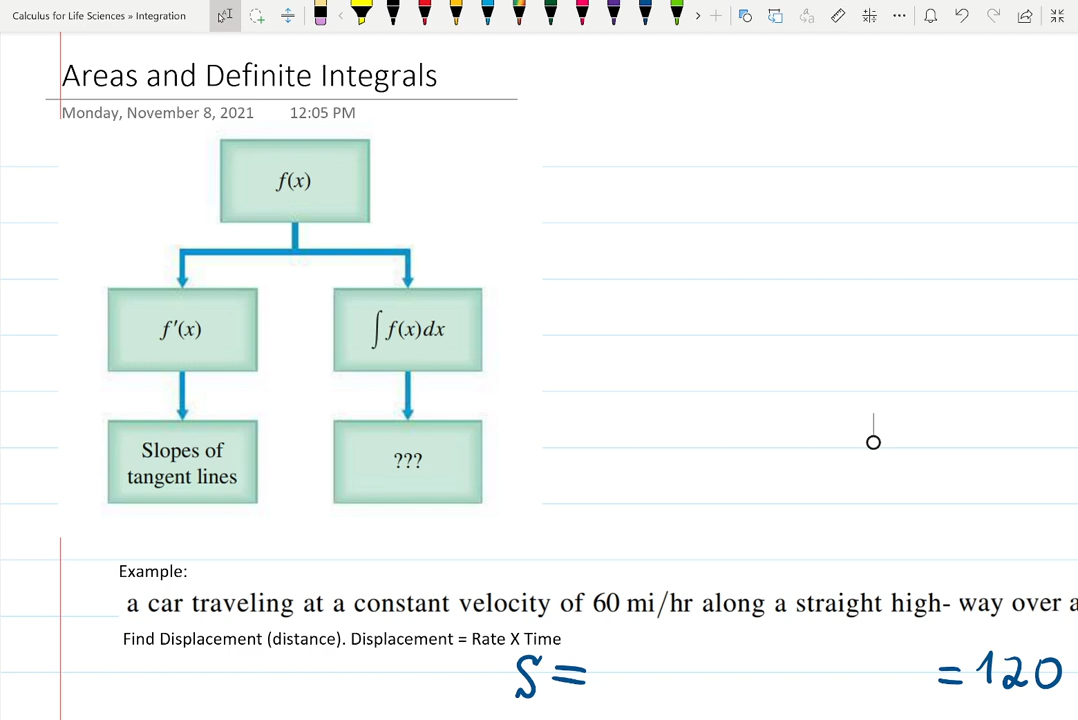 Calculus for Life Sciences » Integration
Areas and Definite Integrals
Monday, November 8, 2021 12:05 PM
f(x)
f′(x) ∫ f(x)dx
Slopes of
tangent lines
???
Example:
a car traveling at a constant velocity of 60 mi/hr along a straight high- way over a
Find Displacement (distance). Displacement = Rate X Time
S = = 120